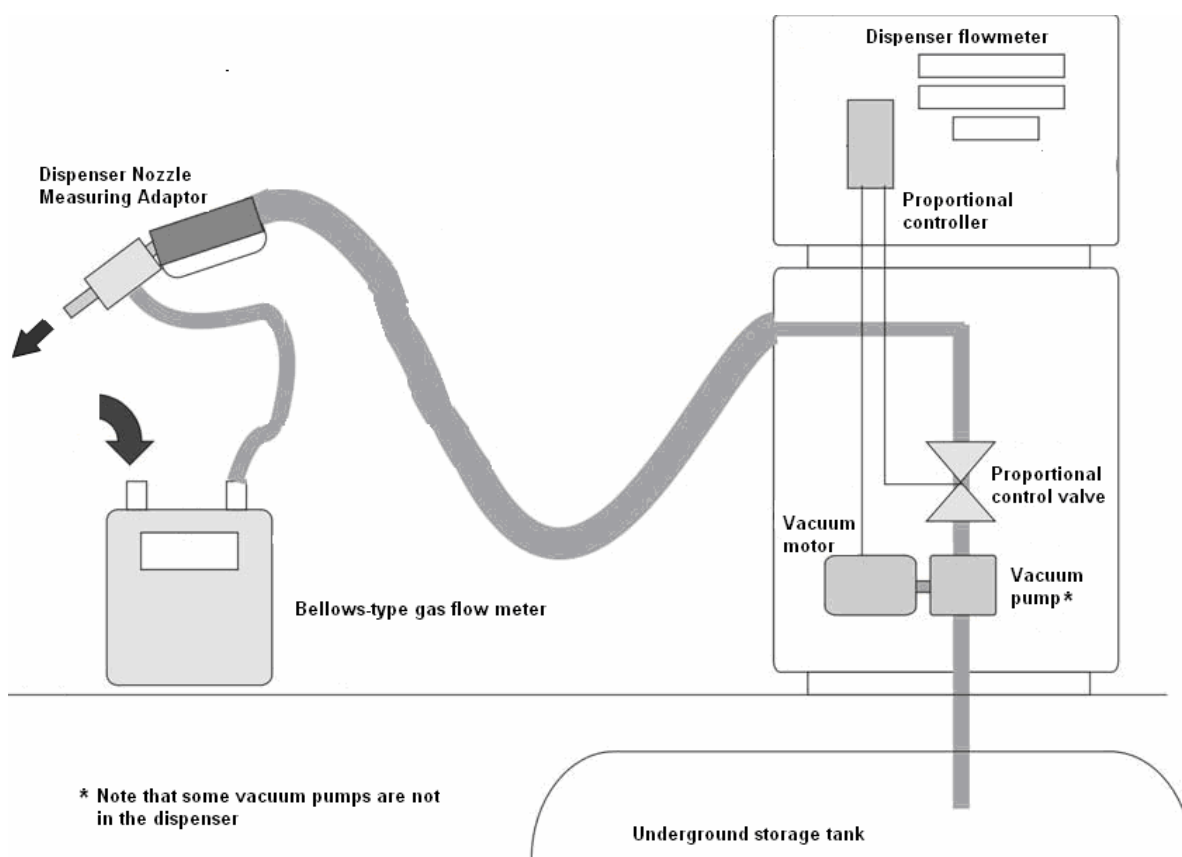 Dispenser flowmeter
Dispenser Nozzle
Measuring Adaptor
Proportional
controller
Proportional
control valve
Vacuum
motor
Vacuum
pump*
Bellows-type gas flow meter
* Note that some vacuum pumps are not
in the dispenser
Underground storage tank